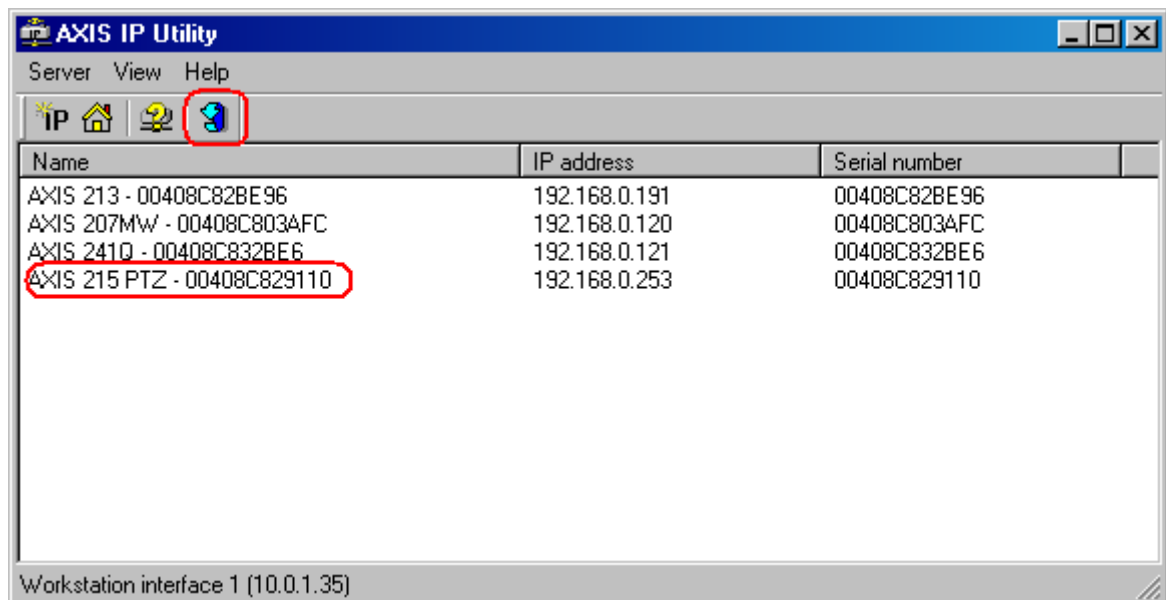 AXIS IP Utility
Server View Help
IP
Name IP address Serial number
AXIS 213 - 00408C82BE96 192.168.0.191 00408C82BE96
AXIS 207MW - 00408C803AFC 192.168.0.120 00408C803AFC
AXIS 241Q - 00408C832BE6 192.168.0.121 00408C832BE6
AXIS 215 PTZ - 00408C829110 192.168.0.253 00408C829110
Workstation interface 1 (10.0.1.35)